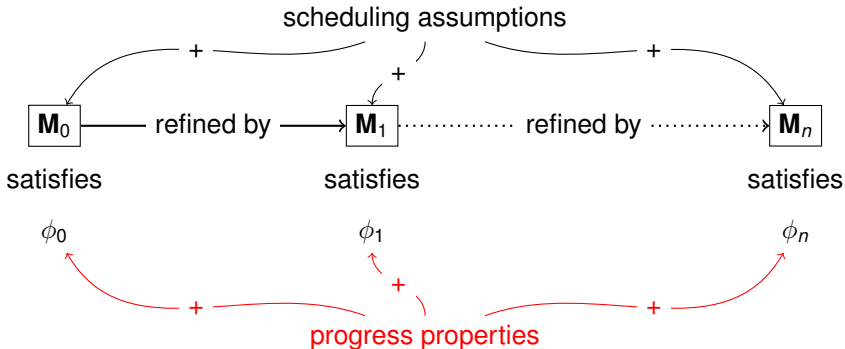 scheduling assumptions
+ + +
M₀ refined by M₁ refined by Mₙ
satisfies satisfies satisfies
ϕ₀ ϕ₁ ϕₙ
+ + +
progress properties